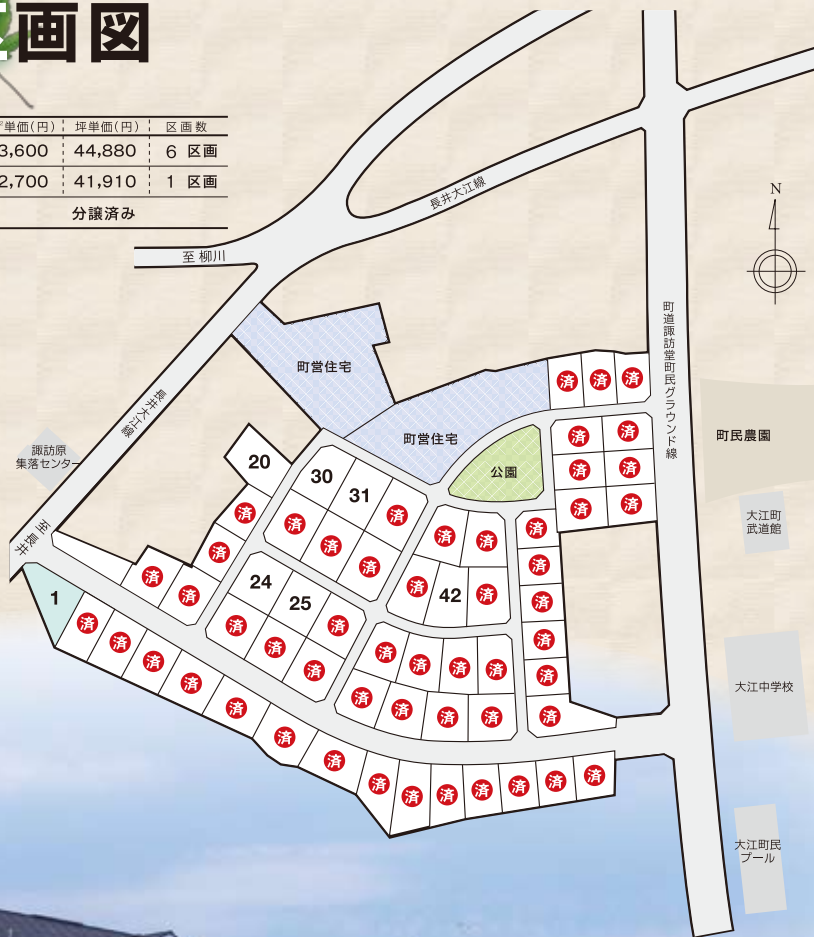 画図
単価(円) 坪単価(円) 区画数
3,600 44,880 6 区画
2,700 41,910 1 区画
分譲済み
N
長井大江線
至 柳川
町道諏訪堂町民グラウンド線
町営住宅
長井大江線
済 済 済
町営住宅
公園
済 済
町民農園
諏訪原
集落センター
20
30
31
済
済 済
済 済
大江町
武道館
済
済 済 済
済 済 済
至 長井
済
済
24
25
済
済 済
済 42 済
済
済
1
済
済 済 済
済
済 済 済 済
済
済
大江中学校
済 済 済 済
済
済 済 済 済 済 済
済 済 済 済 済 済 済 済
大江町民
プール